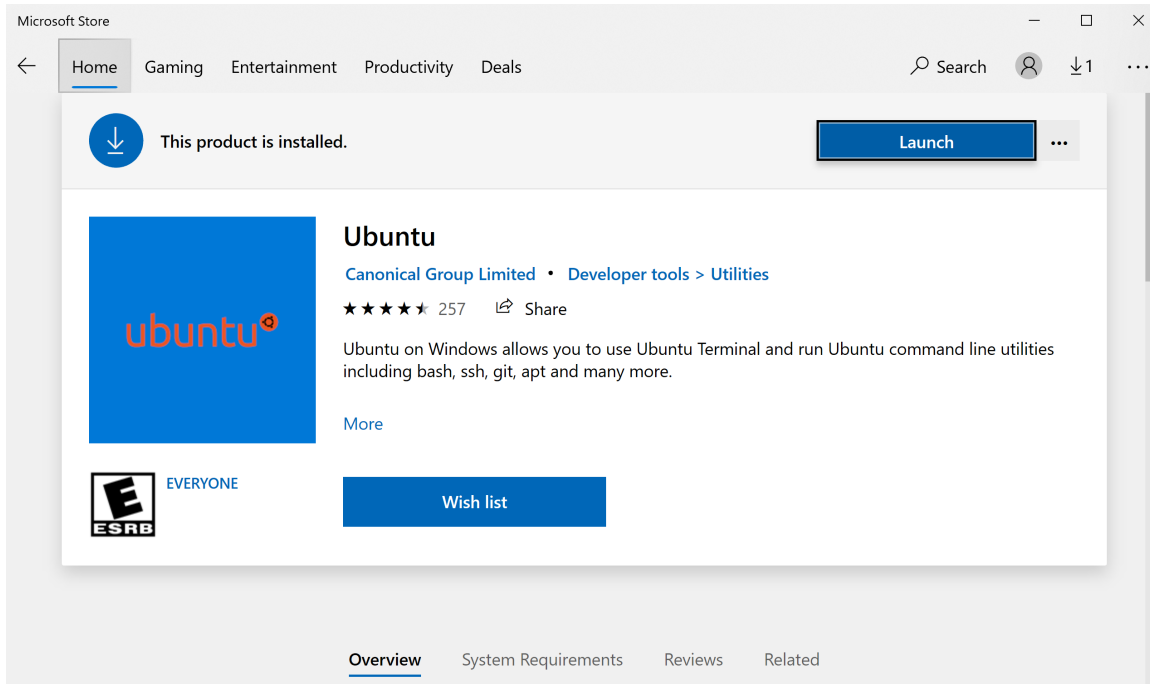 Microsoft Store
Home Gaming Entertainment Productivity Deals Search 1
This product is installed. Launch
ubuntu
Ubuntu
Canonical Group Limited • Developer tools > Utilities
257 Share
Ubuntu on Windows allows you to use Ubuntu Terminal and run Ubuntu command line utilities
including bash, ssh, git, apt and many more.
More
E
ESRB
EVERYONE
Wish list
Overview System Requirements Reviews Related